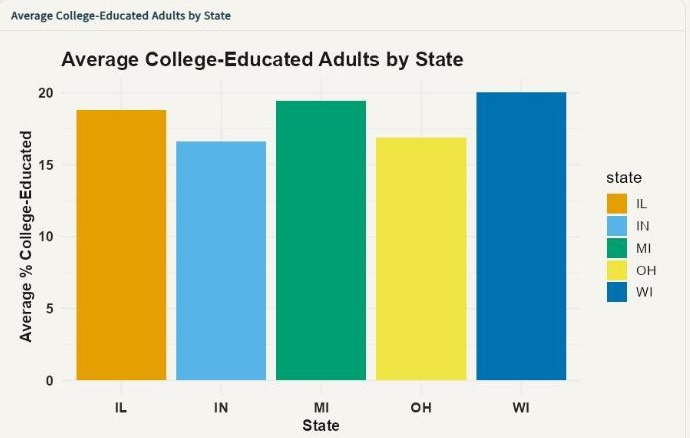 Average College-Educated Adults by State
Average College-Educated Adults by State
Average % College-Educated
20
15
10
5
0
IL IN MI OH WI
State
state
IL
IN
MI
OH
WI